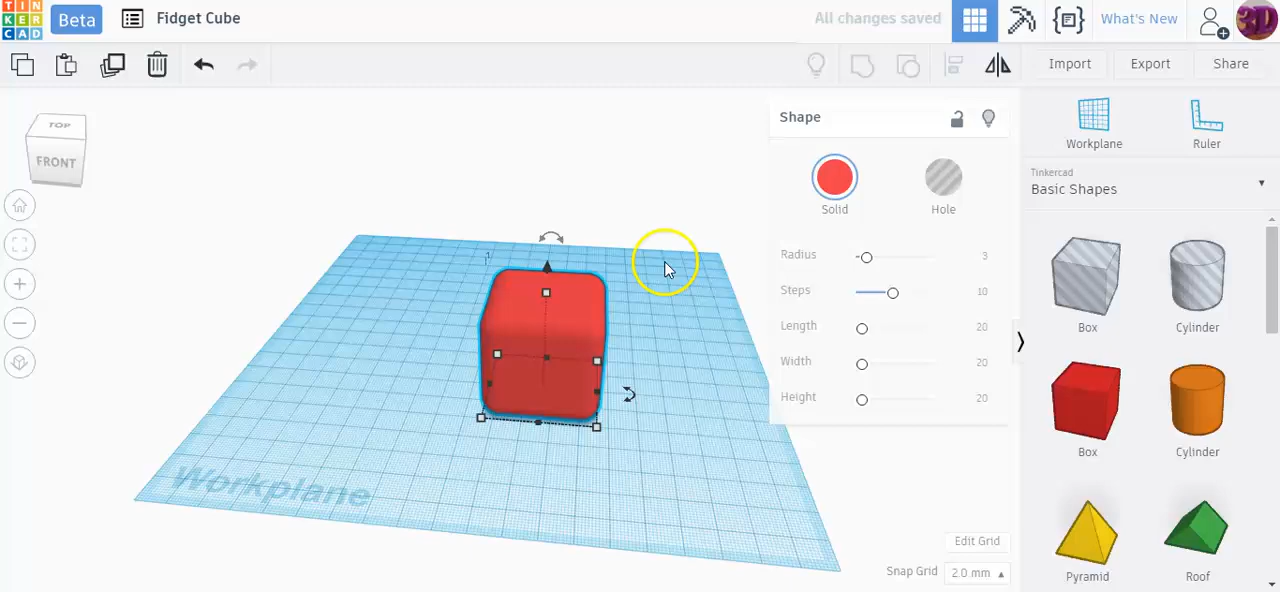 TIN
KER
CAD
Beta
Fidget Cube
All changes saved
What's New
3D
Import
Export
Share
TOP
FRONT
Shape
Solid
Hole
Radius 3
Steps 10
Length 20
Width 20
Height 20
Workplane
Ruler
Tinkercad
Basic Shapes
Box
Cylinder
Box
Cylinder
Pyramid
Roof
Workplane
Edit Grid
Snap Grid 2.0 mm